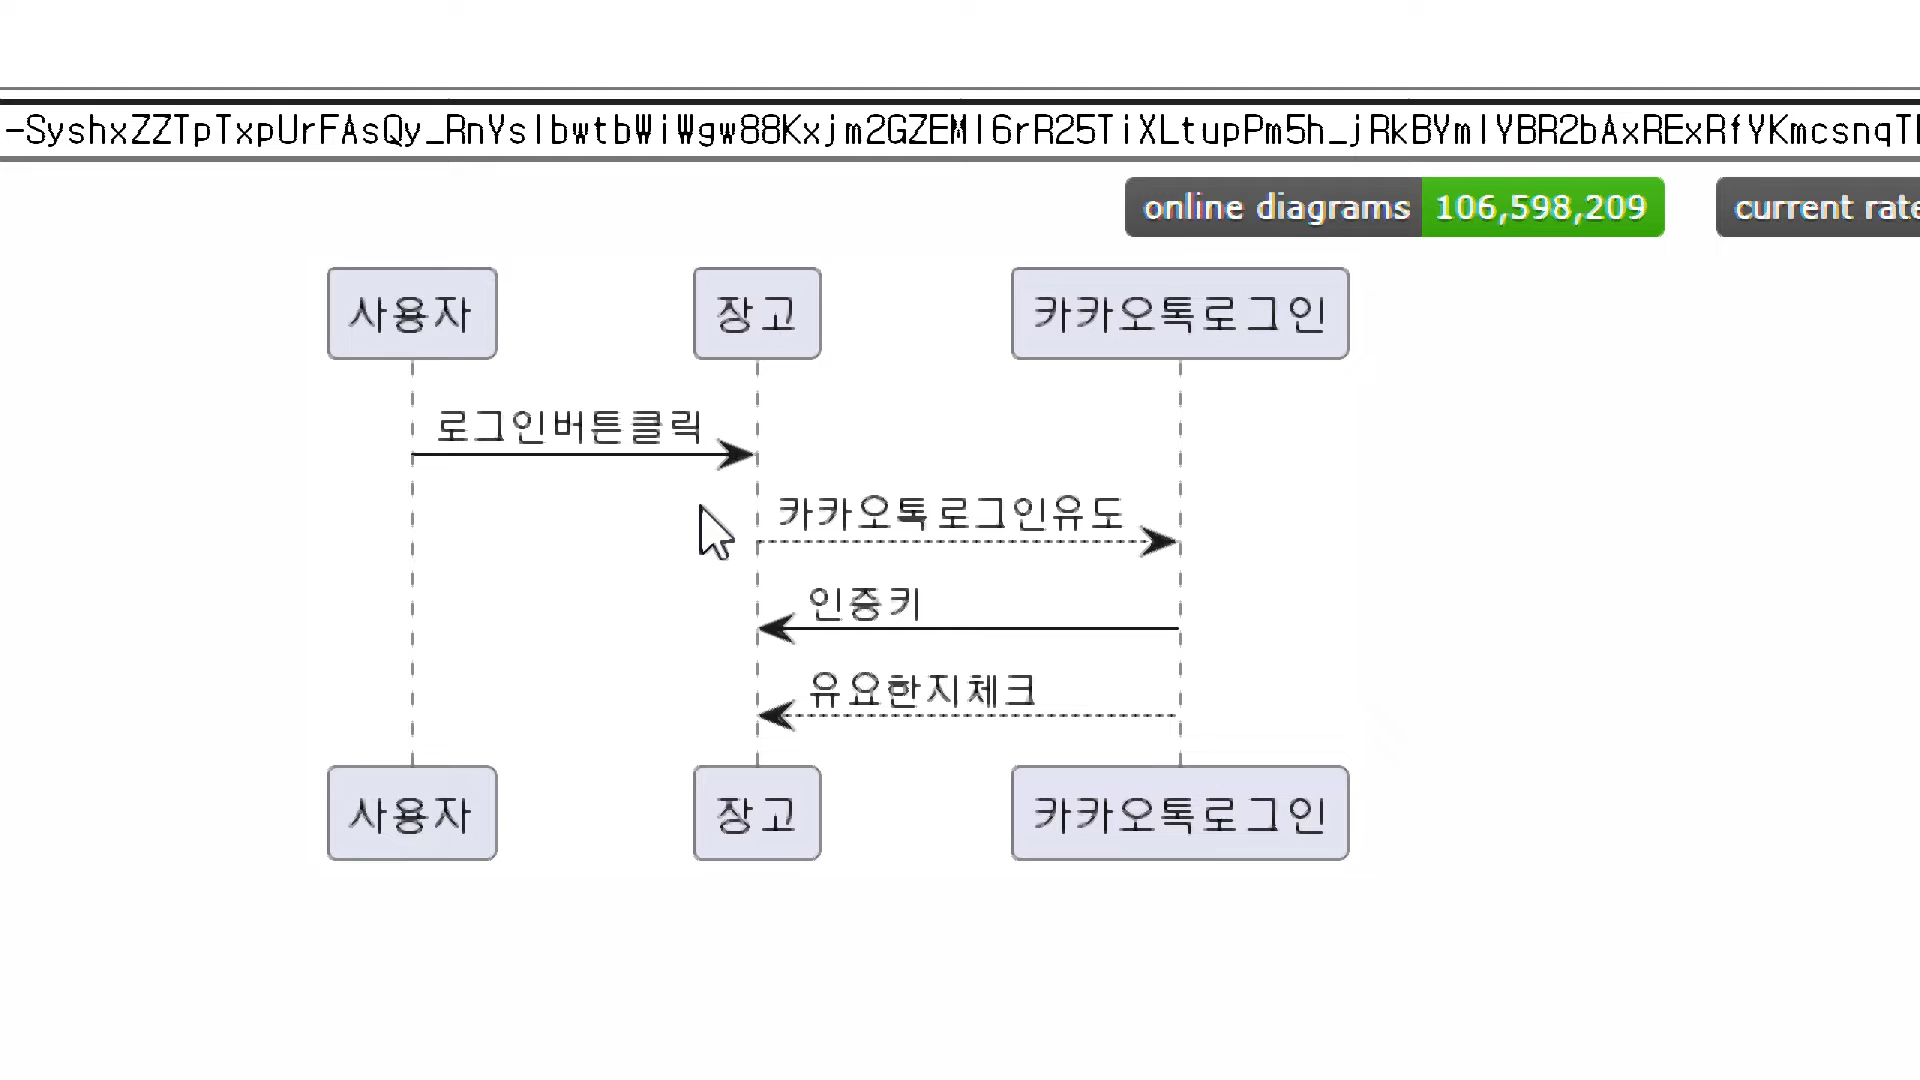 -SyshxZZTpTxpUrFAsQy_RnYslbwtbWiWgw88Kxjm2GZEMl6rR25TiXLtupPm5h_jRkBYmlYBR2bAxRExRfYKmcsnqT
online diagrams 106,598,209 current rate
사용자 장고 카카오톡로그인
로그인버튼클릭
카카오톡로그인유도
인증키
유요한지체크
사용자 장고 카카오톡로그인